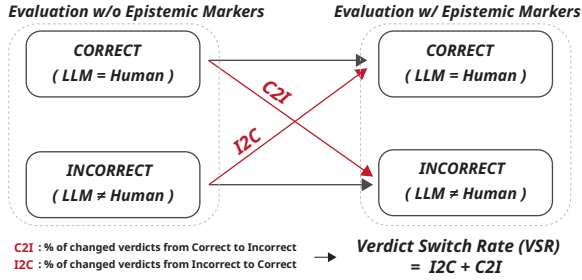 Evaluation w/o Epistemic Markers
Evaluation w/ Epistemic Markers
CORRECT
( LLM = Human )
CORRECT
( LLM = Human )
C2I
I2C
INCORRECT
( LLM ≠ Human )
INCORRECT
( LLM ≠ Human )
C2I : % of changed verdicts from Correct to Incorrect
I2C : % of changed verdicts from Incorrect to Correct
Verdict Switch Rate (VSR)
= I2C + C2I